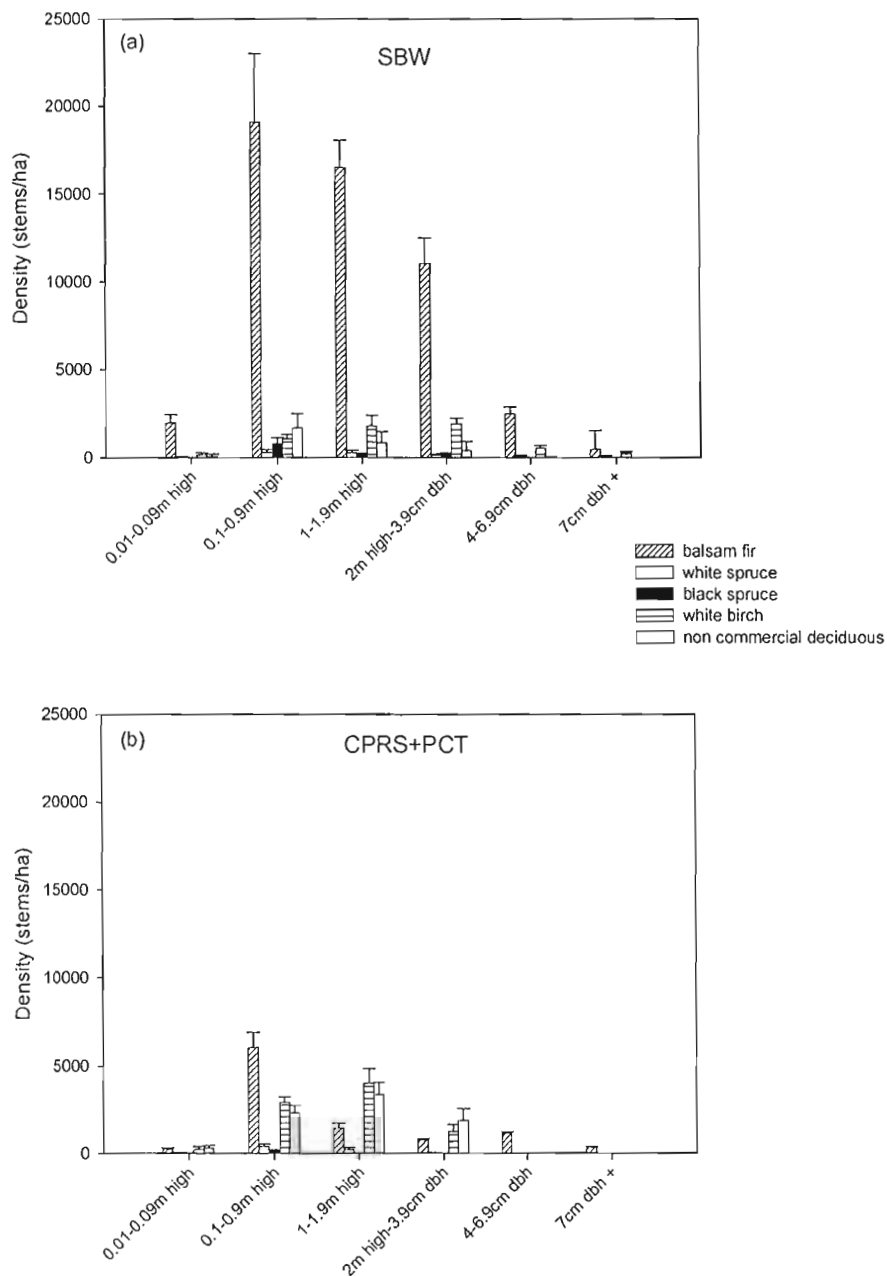 (a)
SBW
Density (stems/ha)
25000
20000
15000
10000
5000
0
0.01-0.09m high
0.1-0.9m high
1-1.9m high
2m high-3.9cm dbh
4-6.9cm dbh
7cm dbh +
balsam fir
white spruce
black spruce
white birch
non commercial deciduous
(b)
CPRS+PCT
Density (stems/ha)
25000
20000
15000
10000
5000
0
0.01-0.09m high
0.1-0.9m high
1-1.9m high
2m high-3.9cm dbh
4-6.9cm dbh
7cm dbh +